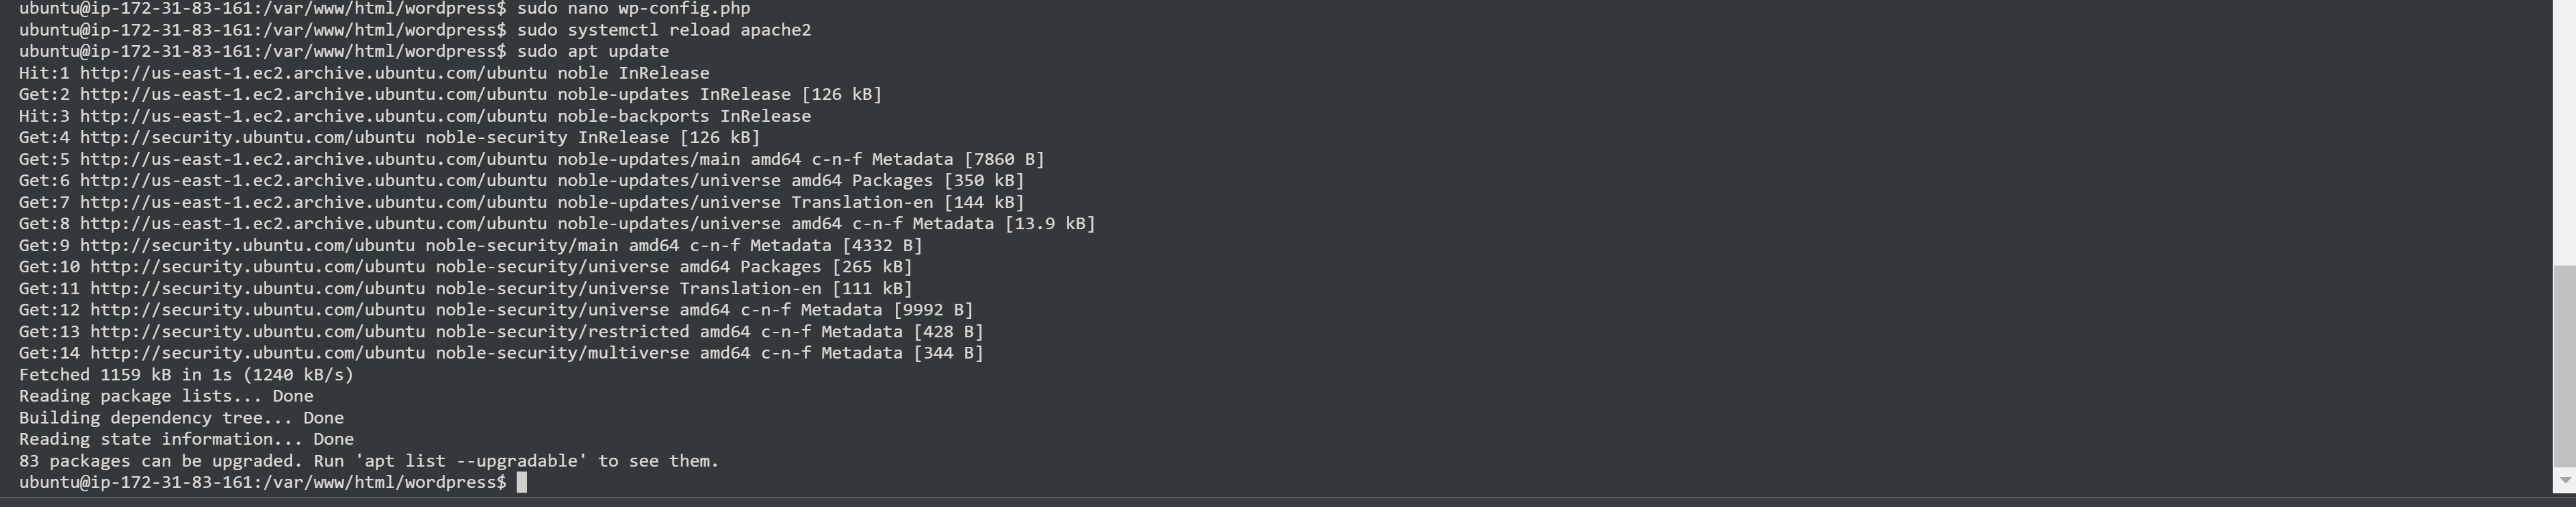 ubuntu@ip-172-31-83-161:/var/www/html/wordpress$ sudo nano wp-config.php
ubuntu@ip-172-31-83-161:/var/www/html/wordpress$ sudo systemctl reload apache2
ubuntu@ip-172-31-83-161:/var/www/html/wordpress$ sudo apt update
Hit:1 http://us-east-1.ec2.archive.ubuntu.com/ubuntu noble InRelease
Get:2 http://us-east-1.ec2.archive.ubuntu.com/ubuntu noble-updates InRelease [126 kB]
Hit:3 http://us-east-1.ec2.archive.ubuntu.com/ubuntu noble-backports InRelease
Get:4 http://security.ubuntu.com/ubuntu noble-security InRelease [126 kB]
Get:5 http://us-east-1.ec2.archive.ubuntu.com/ubuntu noble-updates/main amd64 c-n-f Metadata [7860 B]
Get:6 http://us-east-1.ec2.archive.ubuntu.com/ubuntu noble-updates/universe amd64 Packages [350 kB]
Get:7 http://us-east-1.ec2.archive.ubuntu.com/ubuntu noble-updates/universe Translation-en [144 kB]
Get:8 http://us-east-1.ec2.archive.ubuntu.com/ubuntu noble-updates/universe amd64 c-n-f Metadata [13.9 kB]
Get:9 http://security.ubuntu.com/ubuntu noble-security/main amd64 c-n-f Metadata [4332 B]
Get:10 http://security.ubuntu.com/ubuntu noble-security/universe amd64 Packages [265 kB]
Get:11 http://security.ubuntu.com/ubuntu noble-security/universe Translation-en [111 kB]
Get:12 http://security.ubuntu.com/ubuntu noble-security/universe amd64 c-n-f Metadata [9992 B]
Get:13 http://security.ubuntu.com/ubuntu noble-security/restricted amd64 c-n-f Metadata [428 B]
Get:14 http://security.ubuntu.com/ubuntu noble-security/multiverse amd64 c-n-f Metadata [344 B]
Fetched 1159 kB in 1s (1240 kB/s)
Reading package lists... Done
Building dependency tree... Done
Reading state information... Done
83 packages can be upgraded. Run 'apt list --upgradable' to see them.
ubuntu@ip-172-31-83-161:/var/www/html/wordpress$